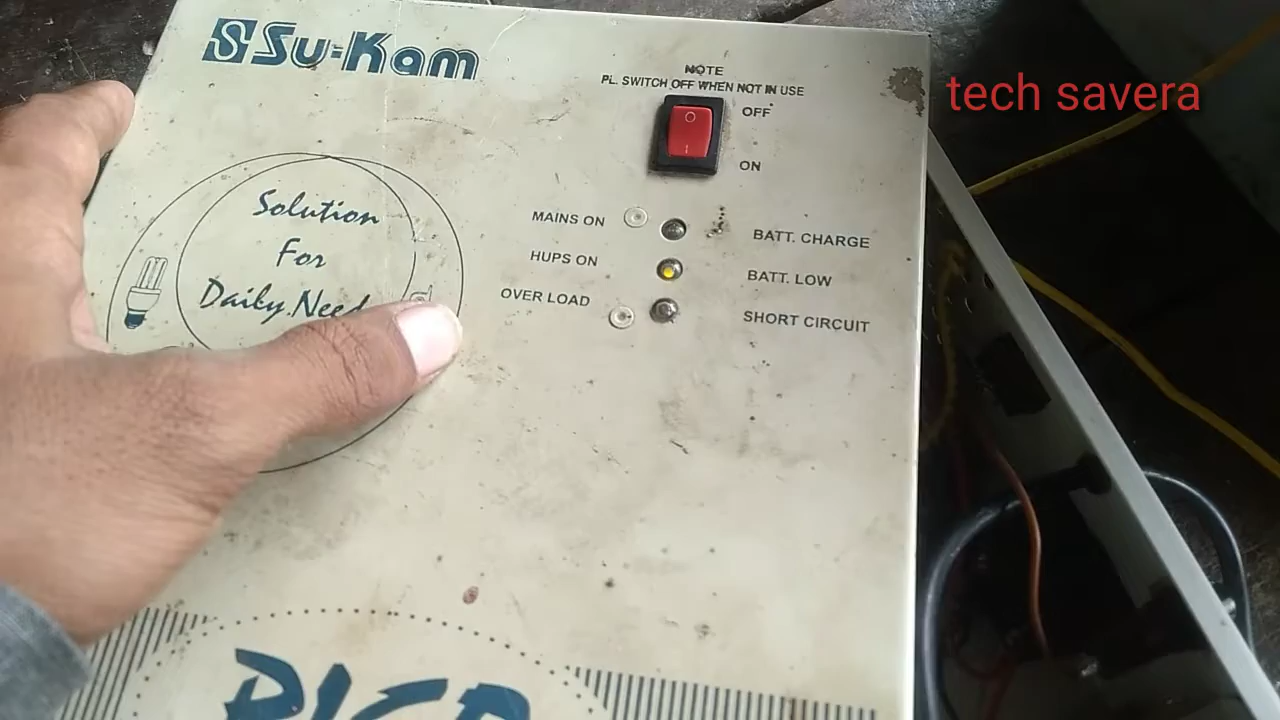 Su-Kam
NOTE
PL. SWITCH OFF WHEN NOT IN USE
OFF
ON
tech savera
Solution
For
Daily Need
MAINS ON
HUPS ON
OVER LOAD
BATT. CHARGE
BATT. LOW
SHORT CIRCUIT